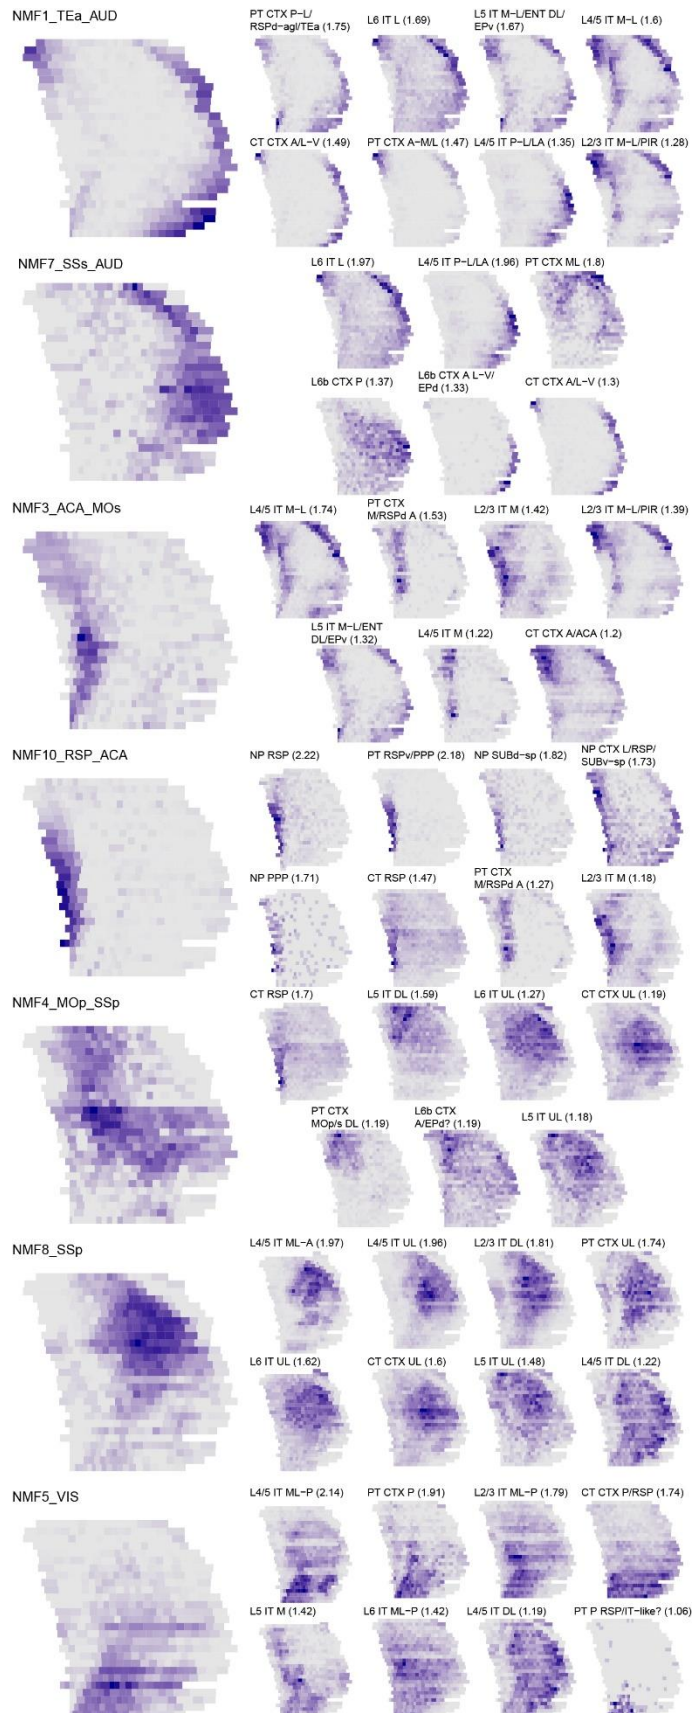 NMF1_TEa_AUD
PT CTX P-L/
RSPd-agl/TEa (1.75)
L6 IT L (1.69)
L5 IT M-L/ENT DL/
EPv (1.67)
L4/5 IT M-L (1.6)
CT CTX A/L-V (1.49)
PT CTX A-M/L (1.47)
L4/5 IT P-L/LA (1.35)
L2/3 IT M-L/PIR (1.28)
NMF7_SSs_AUD
L6 IT L (1.97)
L4/5 IT P-L/LA (1.96)
PT CTX ML (1.8)
L6b CTX P (1.37)
L6b CTX A L-V/
EPd (1.33)
CT CTX A/L-V (1.3)
NMF3_ACA_MOs
L4/5 IT M-L (1.74)
PT CTX
M/RSPd A (1.53)
L2/3 IT M (1.42)
L2/3 IT M-L/PIR (1.39)
L5 IT M-L/ENT
DL/EPv (1.32)
L4/5 IT M (1.22)
CT CTX A/ACA (1.2)
NMF10_RSP_ACA
NP RSP (2.22)
PT RSPv/PPP (2.18)
NP SUBd-sp (1.82)
NP CTX L/RSP/
SUBv-sp (1.73)
NP PPP (1.71)
CT RSP (1.47)
PT CTX
M/RSPd A (1.27)
L2/3 IT M (1.18)
NMF4_MOp_SSp
CT RSP (1.7)
L5 IT DL (1.59)
L6 IT UL (1.27)
CT CTX UL (1.19)
PT CTX
MOp/s DL (1.19)
L6b CTX
A/EPd? (1.19)
L5 IT UL (1.18)
NMF8_SSp
L4/5 IT ML-A (1.97)
L4/5 IT UL (1.96)
L2/3 IT DL (1.81)
PT CTX UL (1.74)
L6 IT UL (1.62)
CT CTX UL (1.6)
L5 IT UL (1.48)
L4/5 IT DL (1.22)
NMF5_VIS
L4/5 IT ML-P (2.14)
PT CTX P (1.91)
L2/3 IT ML-P (1.79)
CT CTX P/RSP (1.74)
L5 IT M (1.42)
L6 IT ML-P (1.42)
L4/5 IT DL (1.19)
PT P RSP/IT-like? (1.06)